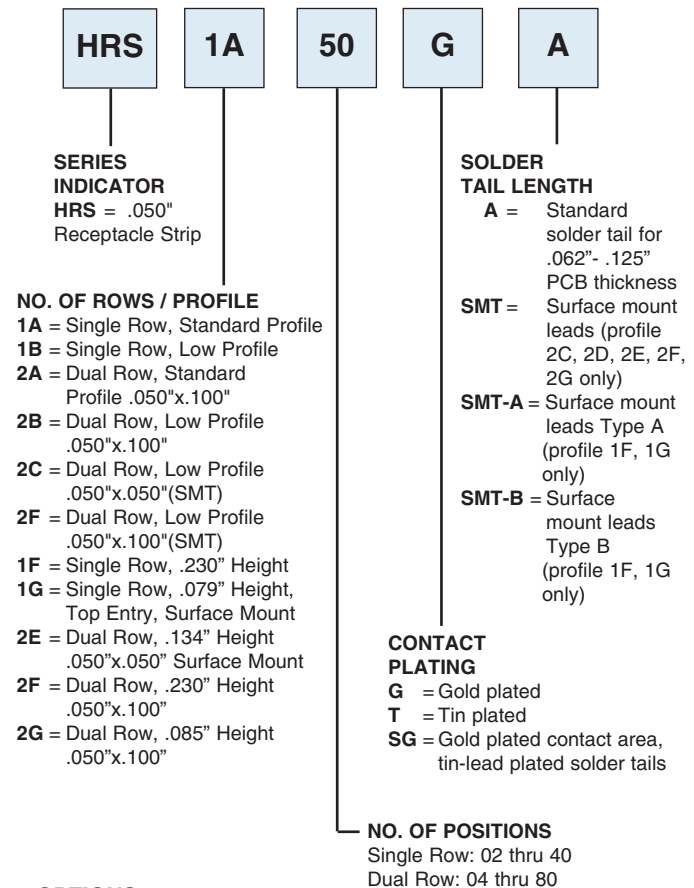 HRS 1A 50 G A
SERIES
INDICATOR
HRS = .050"
Receptacle Strip
NO. OF ROWS / PROFILE
1A = Single Row, Standard Profile
1B = Single Row, Low Profile
2A = Dual Row, Standard
Profile .050"x.100"
2B = Dual Row, Low Profile
.050"x.100"
2C = Dual Row, Low Profile
.050"x.050"(SMT)
2F = Dual Row, Low Profile
.050"x.100"(SMT)
1F = Single Row, .230” Height
1G = Single Row, .079” Height,
Top Entry, Surface Mount
2E = Dual Row, .134” Height
.050”x.050” Surface Mount
2F = Dual Row, .230” Height
.050”x.100”
2G = Dual Row, .085” Height
.050”x.100”
SOLDER
TAIL LENGTH
A = Standard
solder tail for
.062”- .125”
PCB thickness
SMT = Surface mount
leads (profile
2C, 2D, 2E, 2F,
2G only)
SMT-A = Surface mount
leads Type A
(profile 1F, 1G
only)
SMT-B = Surface
mount leads
Type B
(profile 1F, 1G
only)
CONTACT
PLATING
G = Gold plated
T = Tin plated
SG = Gold plated contact area,
tin-lead plated solder tails
NO. OF POSITIONS
Single Row: 02 thru 40
Dual Row: 04 thru 80